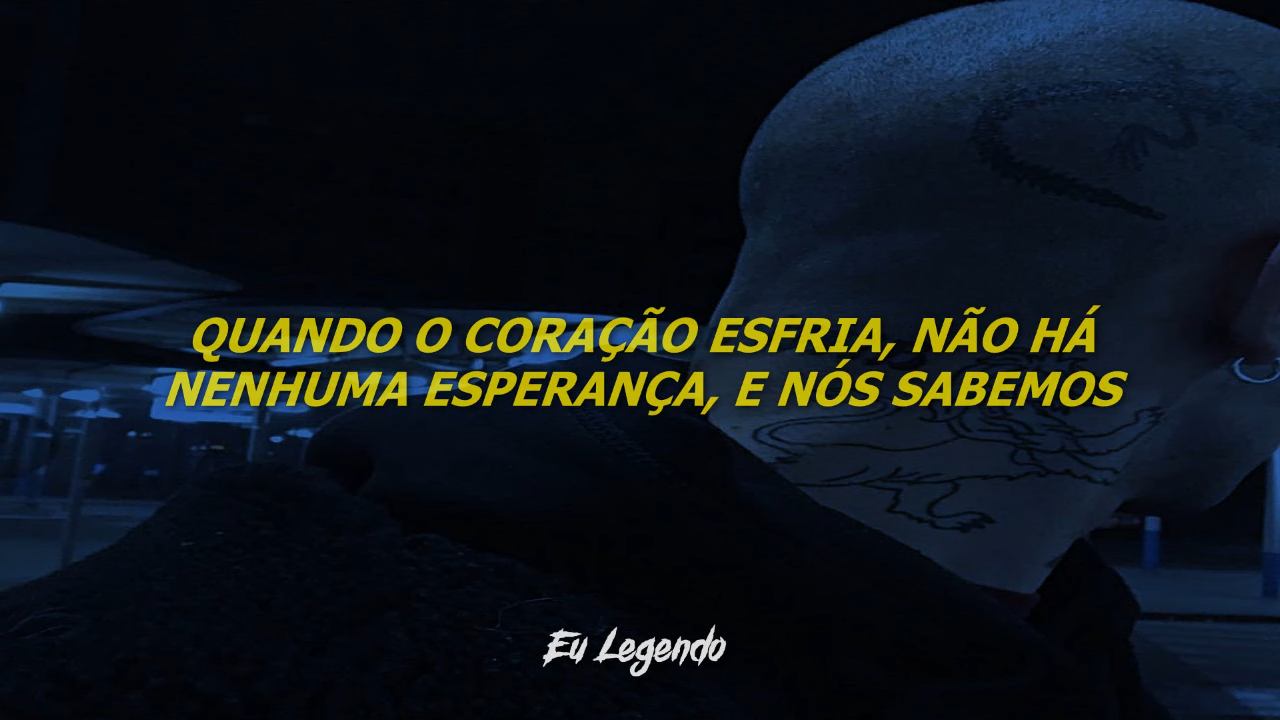 QUANDO O CORAÇÃO ESFRIA, NÃO HÁ
NENHUMA ESPERANÇA, E NÓS SABEMOS
Eu Legendo